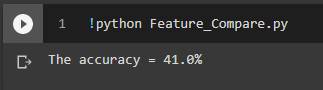 1 !python Feature_Compare.py
The accuracy = 41.0%